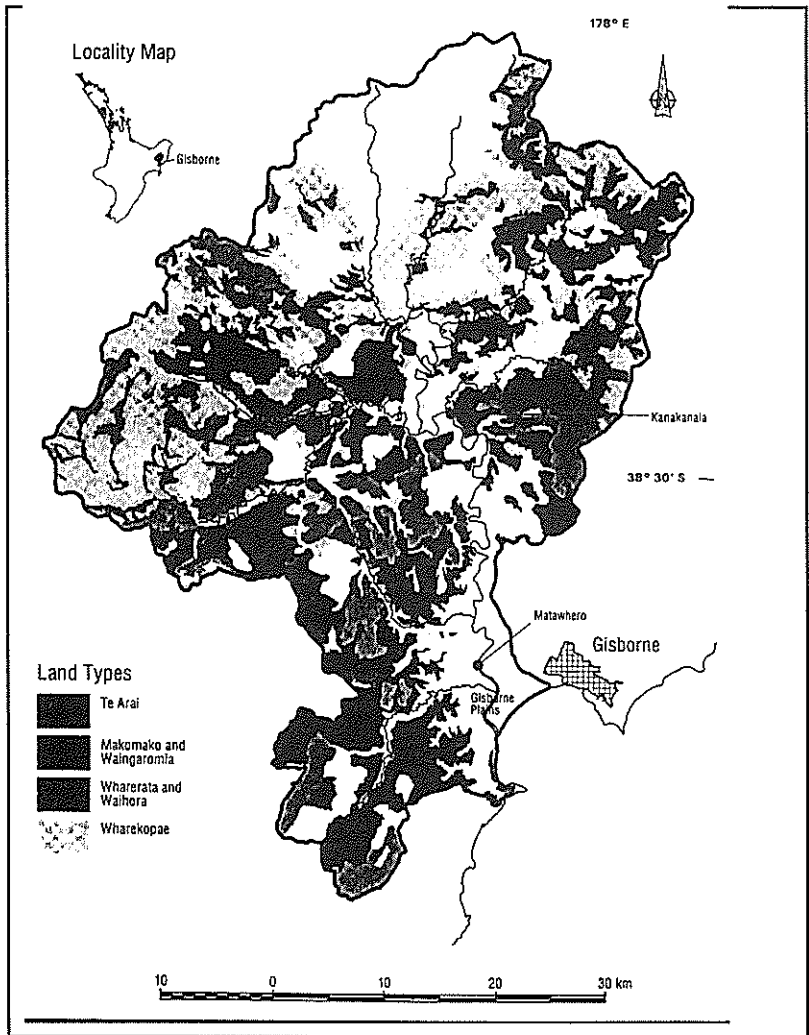 178° E
Locality Map
Gisborne
Kanakanaia
38° 30' S
Matawhero
Gisborne
Gisborne
Plains
Land Types
Te Arai
Makomako and
Waingaromia
Wharerata and
Waihora
Wharekopae
10 0 10 20 30 km